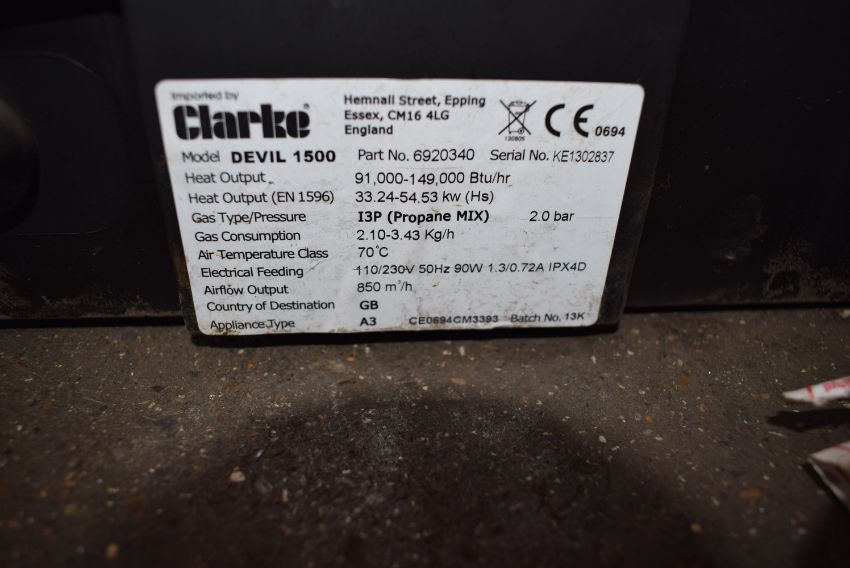 Imported by
Clarke®
Hemnall Street, Epping
Essex, CM16 4LG
England
130805
CE 0694
Model DEVIL 1500 Part No. 6920340 Serial No. KE1302837
Heat Output 91,000-149,000 Btu/hr
Heat Output (EN 1596) 33.24-54.53 kw (Hs)
Gas Type/Pressure I3P (Propane MIX) 2.0 bar
Gas Consumption 2.10-3.43 Kg/h
Air Temperature Class 70°C
Electrical Feeding 110/230V 50Hz 90W 1.3/0.72A IPX4D
Airflow Output 850 m³/h
Country of Destination GB
Appliance Type A3 CE0694CM3393 Batch No. 13K